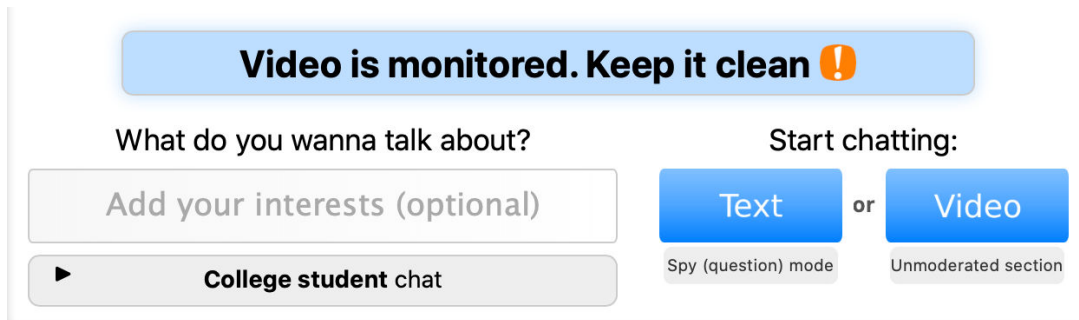 Video is monitored. Keep it clean !
What do you wanna talk about?
Add your interests (optional)
College student chat
Start chatting:
Text or Video
Spy (question) mode
Unmoderated section